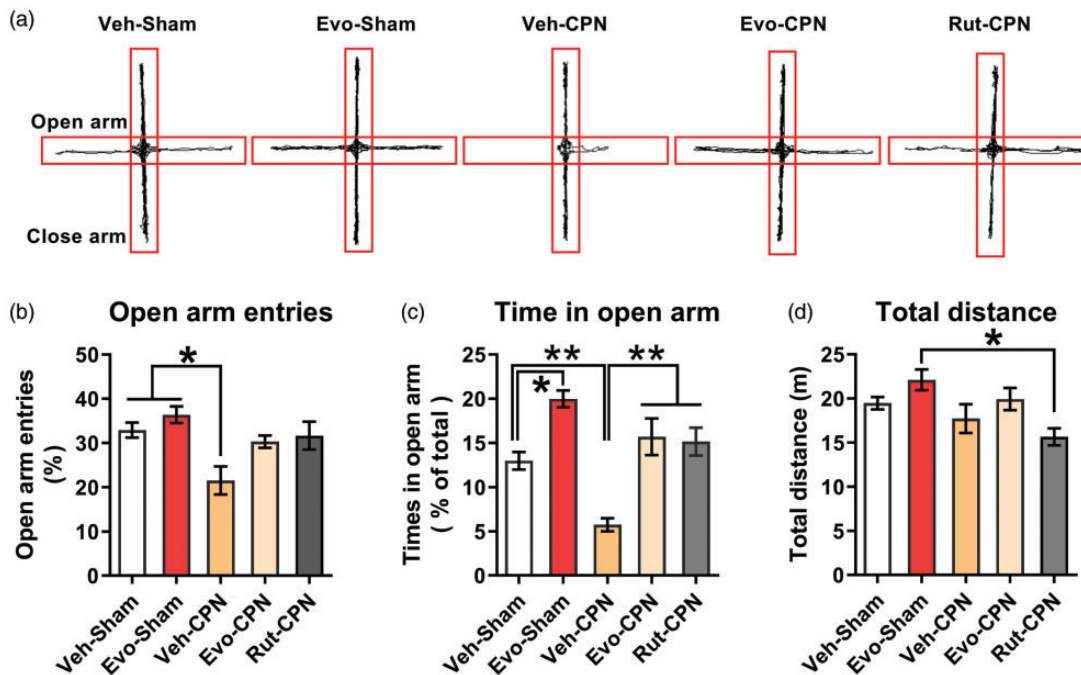 (a)
Veh-Sham Evo-Sham Veh-CPN Evo-CPN Rut-CPN
Open arm
Close arm
(b) Open arm entries
Open arm entries
(%)
50
40
30
20
10
0
*
Veh-Sham
Evo-Sham
Veh-CPN
Evo-CPN
Rut-CPN
(c) Time in open arm
Times in open arm
( % of total )
25
20
15
10
5
0
** **
*
Veh-Sham
Evo-Sham
Veh-CPN
Evo-CPN
Rut-CPN
(d) Total distance
Total distance (m)
25
20
15
10
5
0
*
Veh-Sham
Evo-Sham
Veh-CPN
Evo-CPN
Rut-CPN